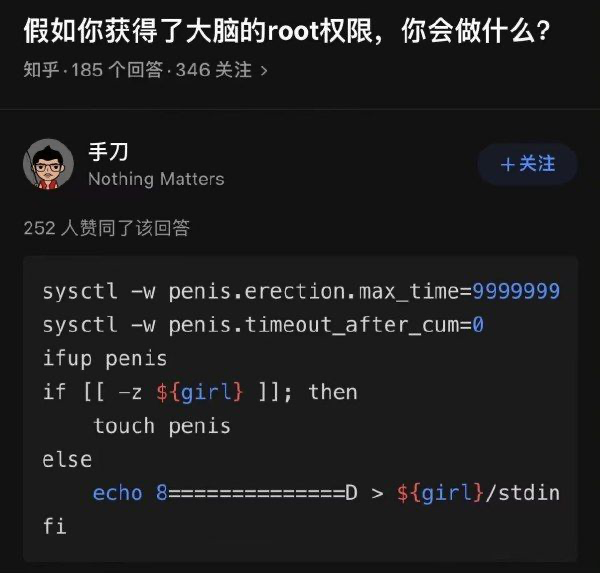 假如你获得了大脑的root权限，你会做什么？
知乎·185 个回答·346 关注 >
手刀
Nothing Matters
+关注
252 人赞同了该回答
sysctl -w penis.erection.max_time=9999999
sysctl -w penis.timeout_after_cum=0
ifup penis
if [[ -z ${girl} ]]; then
    touch penis
else
    echo 8==============D > ${girl}/stdin
fi